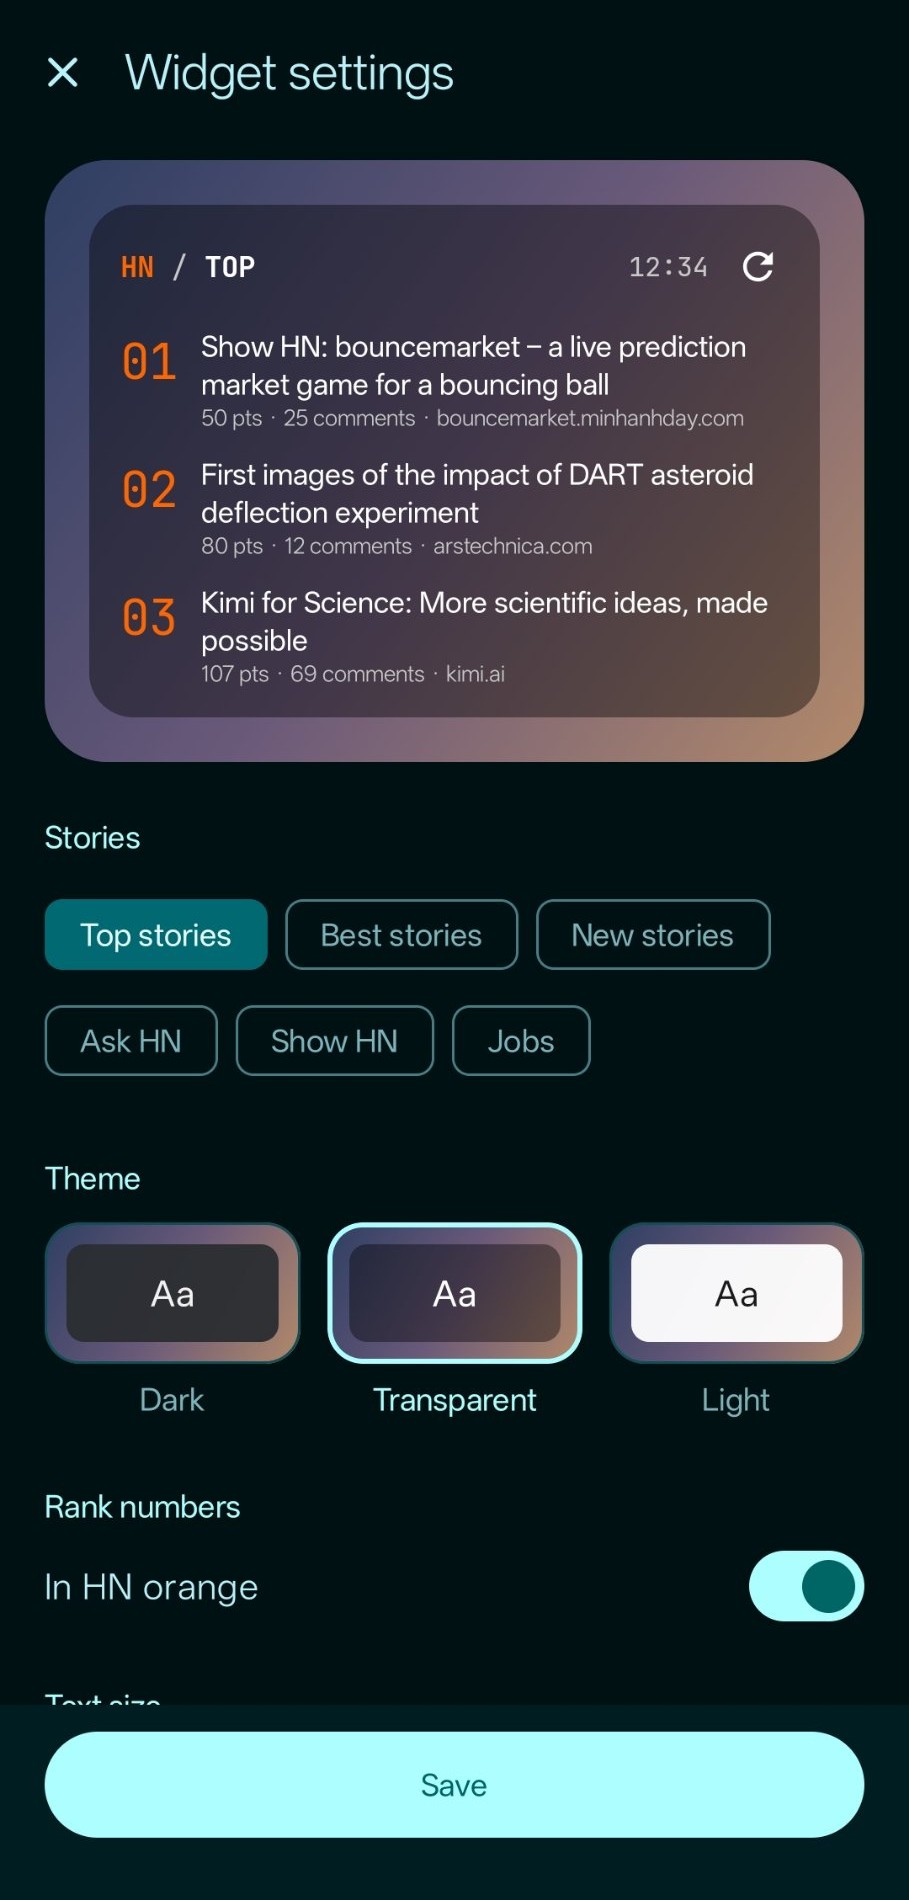 Widget settings
HN / TOP 12:34
01 Show HN: bouncemarket – a live prediction
market game for a bouncing ball
50 pts · 25 comments · bouncemarket.minhanhday.com
02 First images of the impact of DART asteroid
deflection experiment
80 pts · 12 comments · arstechnica.com
03 Kimi for Science: More scientific ideas, made
possible
107 pts · 69 comments · kimi.ai
Stories
Top stories Best stories New stories
Ask HN Show HN Jobs
Theme
Aa Aa Aa
Dark Transparent Light
Rank numbers
In HN orange
Text size
Save